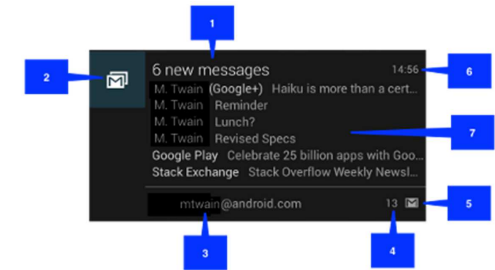 1
2
6 new messages 14:56
6
M. Twain (Google+) Haiku is more than a cert...
M. Twain Reminder
M. Twain Lunch?
7
M. Twain Revised Specs
Google Play Celebrate 25 billion apps with Goo...
Stack Exchange Stack Overflow Weekly Newsl...
mtwain@android.com 13
5
3
4